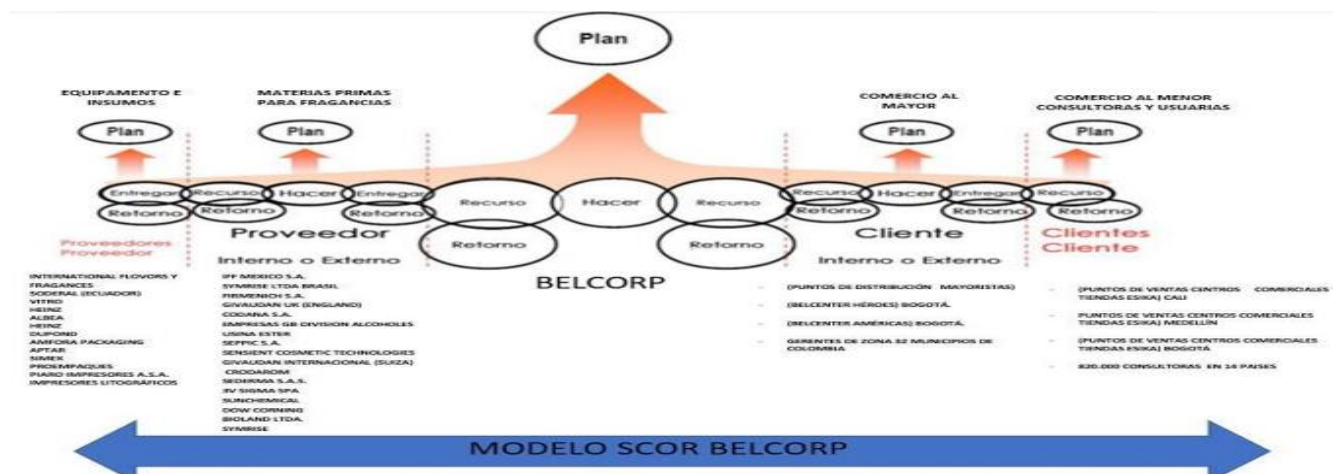 Plan
EQUIPAMENTO E
INSUMOS
Plan
MATERIAS PRIMAS
PARA FRAGANCIAS
Plan
COMERCIO AL
MAYOR
Plan
COMERCIO AL MENOR
CONSULTORAS Y USUARIAS
Plan
Entregar
Retorno
Recurso
Retorno
Hacer
Entregar
Retorno
Recurso
Retorno
Hacer
Recurso
Retorno
Recurso
Retorno
Hacer
Entregar
Retorno
Recurso
Retorno
Proveedores
Proveedor
Proveedor
Interno o Externo
BELCORP
Cliente
Interno o Externo
Clientes
Cliente
INTERNATIONAL FLOVORS Y
FRAGANCES
SODERAL (ECUADOR)
VITRO
HEINZ
ALBEA
HEINZ
DUPOND
AMFORA PACKAGING
APTAR
SIMEX
PROEMPAQUES
PIARO IMPRESORES A.S.A.
IMPRESORES LITOGRÁFICOS
IFF MEXICO S.A.
SYMRISE LTDA BRASIL
FIRMENICH S.A.
GIVAUDAN UK (ENGLAND)
CODANA S.A.
EMPRESAS GB DIVISION ALCOHOLES
USINA ESTER
SEPPIC S.A.
SENSIENT COSMETIC TECHNOLOGIES
GIVAUDAN INTERNACIONAL (SUIZA)
CRODAROM
SEDERMA S.A.S.
3V SIGMA SPA
SUNCHEMICAL
DOW CORNING
BIOLAND LTDA.
SYMRISE
- (PUNTOS DE DISTRIBUCIÓN MAYORISTAS)
- (BELCENTER HÉROES) BOGOTÁ.
- (BELCENTER AMÉRICAS) BOGOTÁ.
- GERENTES DE ZONA 32 MUNICIPIOS DE
COLOMBIA
- (PUNTOS DE VENTAS CENTROS COMERCIALES
TIENDAS ESIKA) CALI
- PUNTOS DE VENTAS CENTROS COMERCIALES
TIENDAS ESIKA) MEDELLÍN
- (PUNTOS DE VENTAS CENTROS COMERCIALES
TIENDAS ESIKA) BOGOTÁ
- 820.000 CONSULTORAS EN 14 PAISES
MODELO SCOR BELCORP